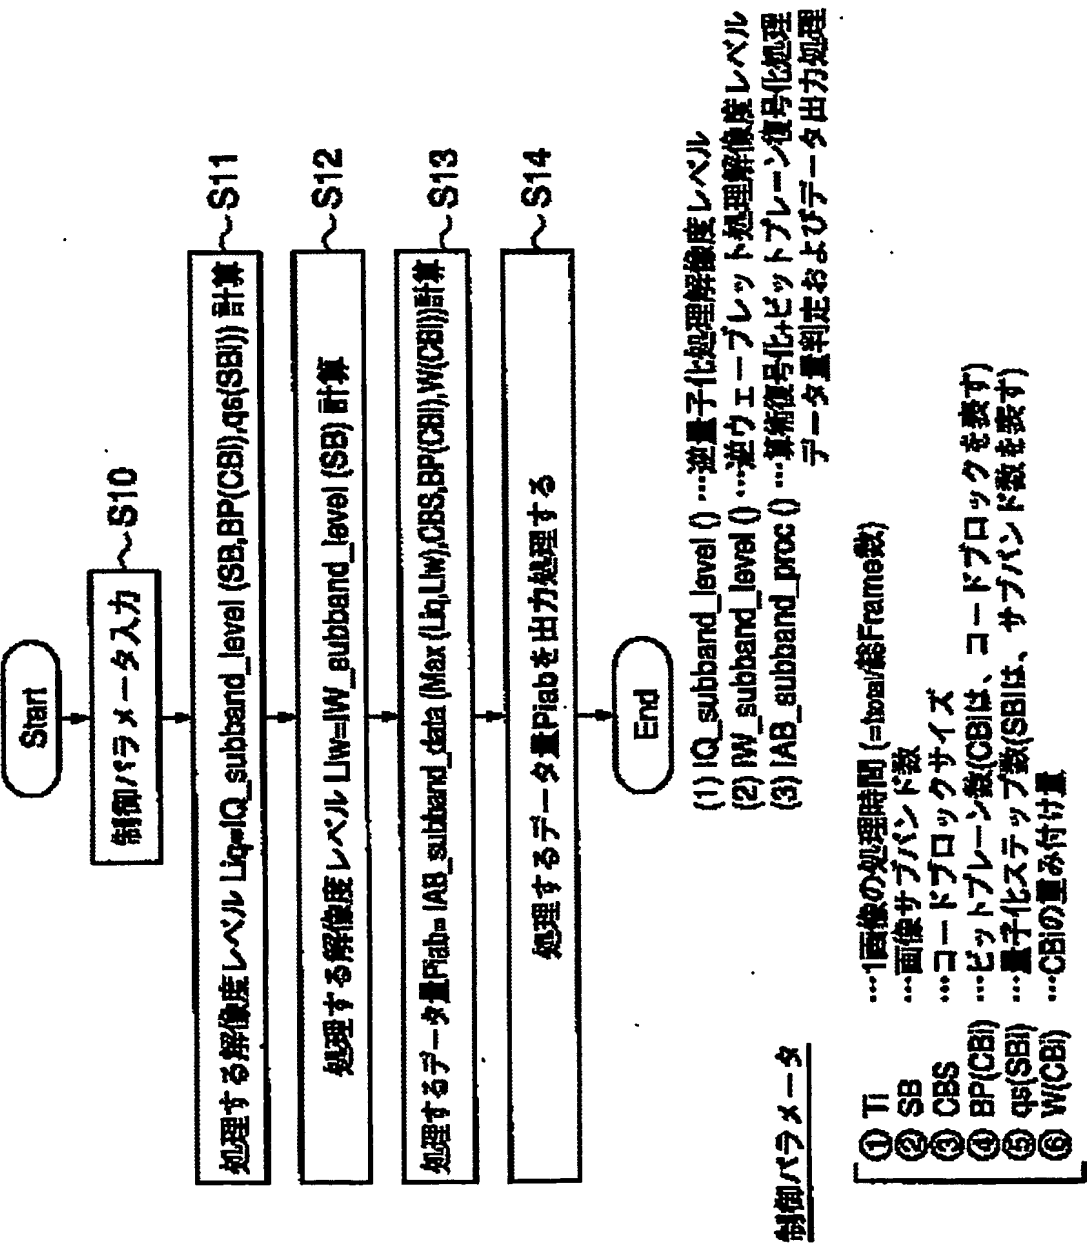 Start
制御パラメータ入力
~S10
処理する解像度レベル Liq=IQ_subband_level (SB,BP(CBi),qs(SBi)) 計算
~S11
処理する解像度レベル Liw=IW_subband_level (SB) 計算
~S12
処理するデータ量Piab= IAB_subband_data (Max (Liq,Liw),CBS,BP(CBi),W(CBi))計算
~S13
処理するデータ量Piabを出力処理する
~S14
End
(1) IQ_subband_level () …逆量子化処理解像度レベル
(2) IW_subband_level () …逆ウェーブレット処理解像度レベル
(3) IAB_subband_proc () …算術復号化+ビットプレーン復号化処理
データ量判定およびデータ出力処理
制御パラメータ
① Ti …1画像の処理時間 (=total/総Frame数)
② SB …画像サブバンド数
③ CBS …コードブロックサイズ
④ BP(CBi) …ビットプレーン数(CBiは、コードブロックを表す)
⑤ qs(SBi) …量子化ステップ数(SBiは、サブバンド数を表す)
⑥ W(CBi) …CBiの重み付け量